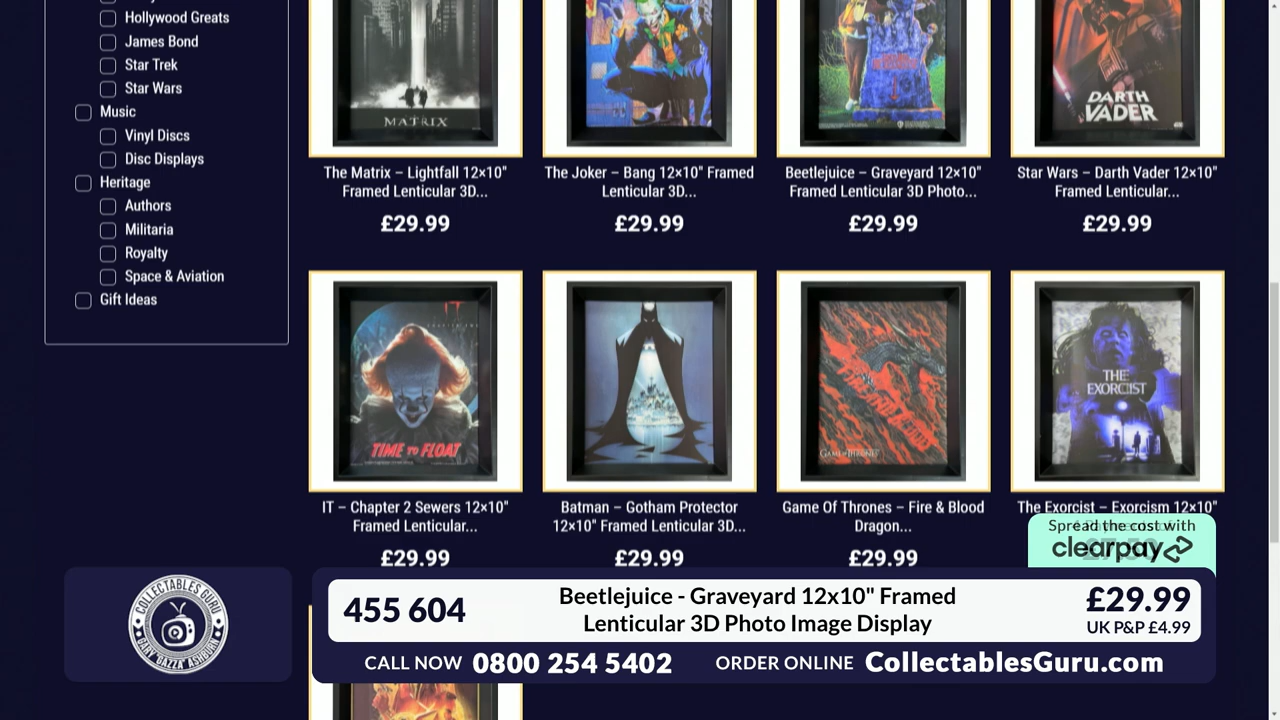 Hollywood Greats
James Bond
Star Trek
Star Wars
Music
Vinyl Discs
Disc Displays
Heritage
Authors
Militaria
Royalty
Space & Aviation
Gift Ideas
MATRIX
DARTH
VADER
The Matrix – Lightfall 12×10"
Framed Lenticular 3D...
£29.99
The Joker – Bang 12×10" Framed
Lenticular 3D...
£29.99
Beetlejuice – Graveyard 12×10"
Framed Lenticular 3D Photo...
£29.99
Star Wars – Darth Vader 12×10"
Framed Lenticular...
£29.99
IT
TIME TO FLOAT
GAME OF THRONES
THE
EXORCIST
IT – Chapter 2 Sewers 12×10"
Framed Lenticular...
£29.99
Batman – Gotham Protector
12×10" Framed Lenticular 3D...
£29.99
Game Of Thrones – Fire & Blood
Dragon...
£29.99
The Exorcist – Exorcism 12×10"
Spread the cost with
clearpay
COLLECTABLES GURU
GARY "GAZZA" ASHBURN
455 604
Beetlejuice - Graveyard 12x10" Framed
Lenticular 3D Photo Image Display
£29.99
UK P&P £4.99
CALL NOW 0800 254 5402
ORDER ONLINE CollectablesGuru.com